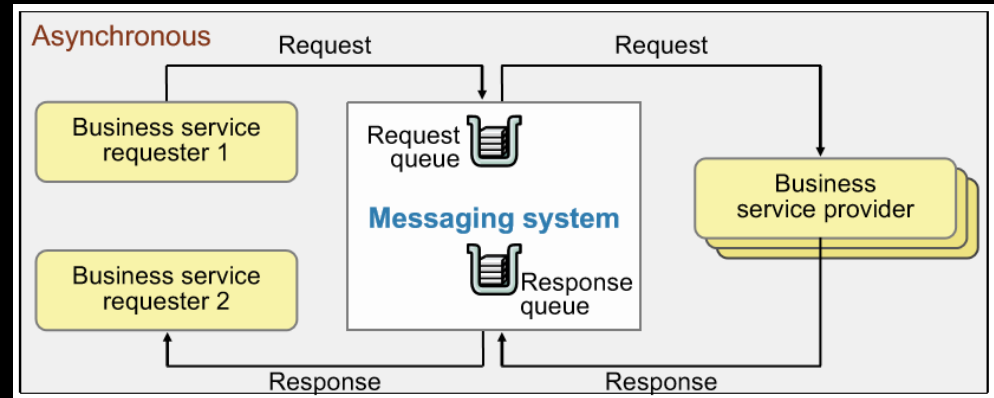 Asynchronous
Request
Request
Business service
requester 1
Request
queue
Business
service provider
Messaging system
Business service
requester 2
Response
queue
Response
Response